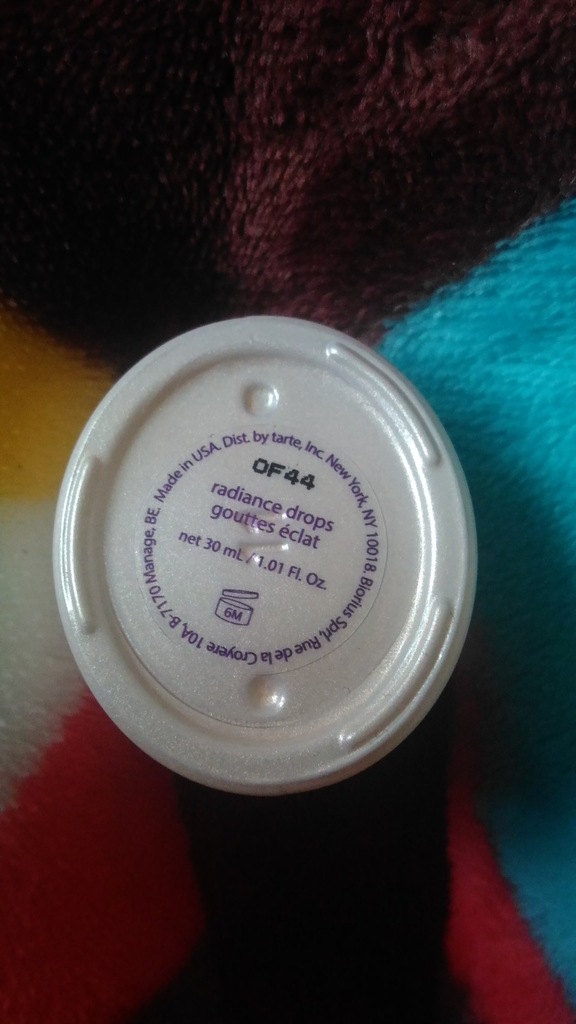 Made in USA. Dist. by tarte, Inc. New York, NY 10018. Biorius Sprl, Rue de la Croyere 10A, B-7170 Manage, BE.
0F44
radiance drops
gouttes éclat
net 30 mL / 1.01 Fl. Oz.
6M